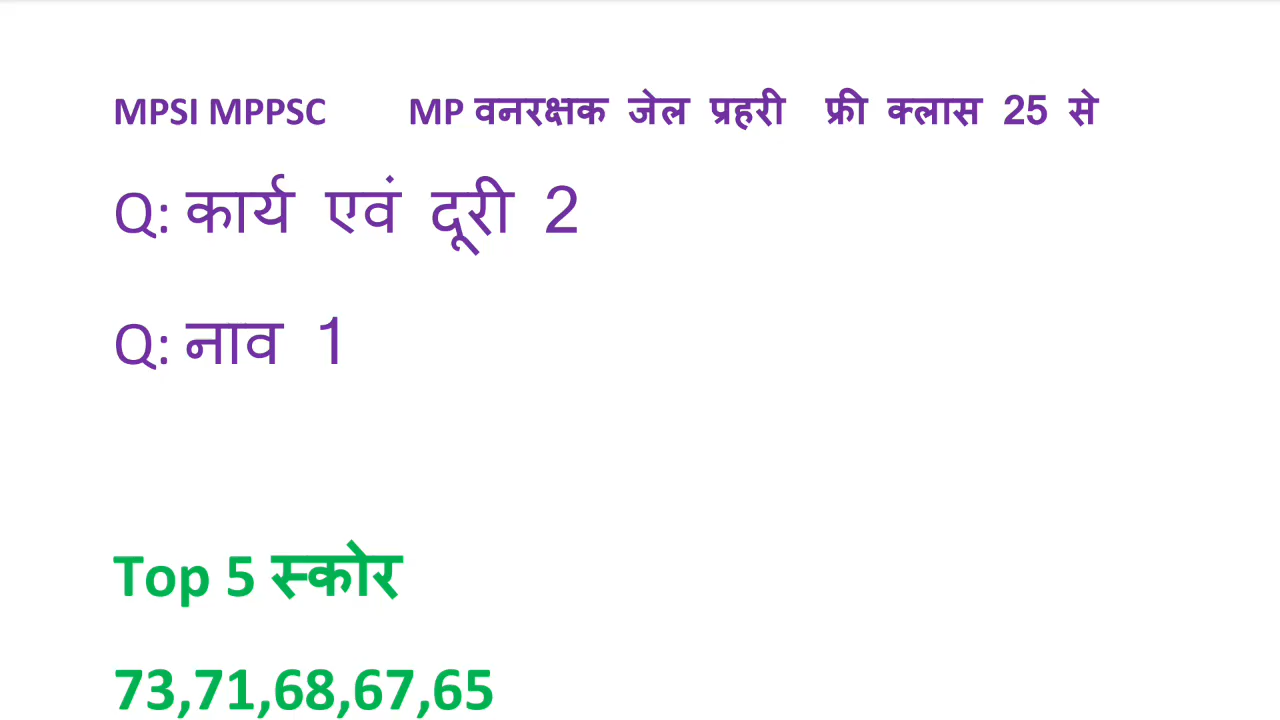 MPSI MPPSC MP वनरक्षक जेल प्रहरी फ्री क्लास 25 से
Q: कार्य एवं दूरी 2
Q: नाव 1
Top 5 स्कोर
73,71,68,67,65